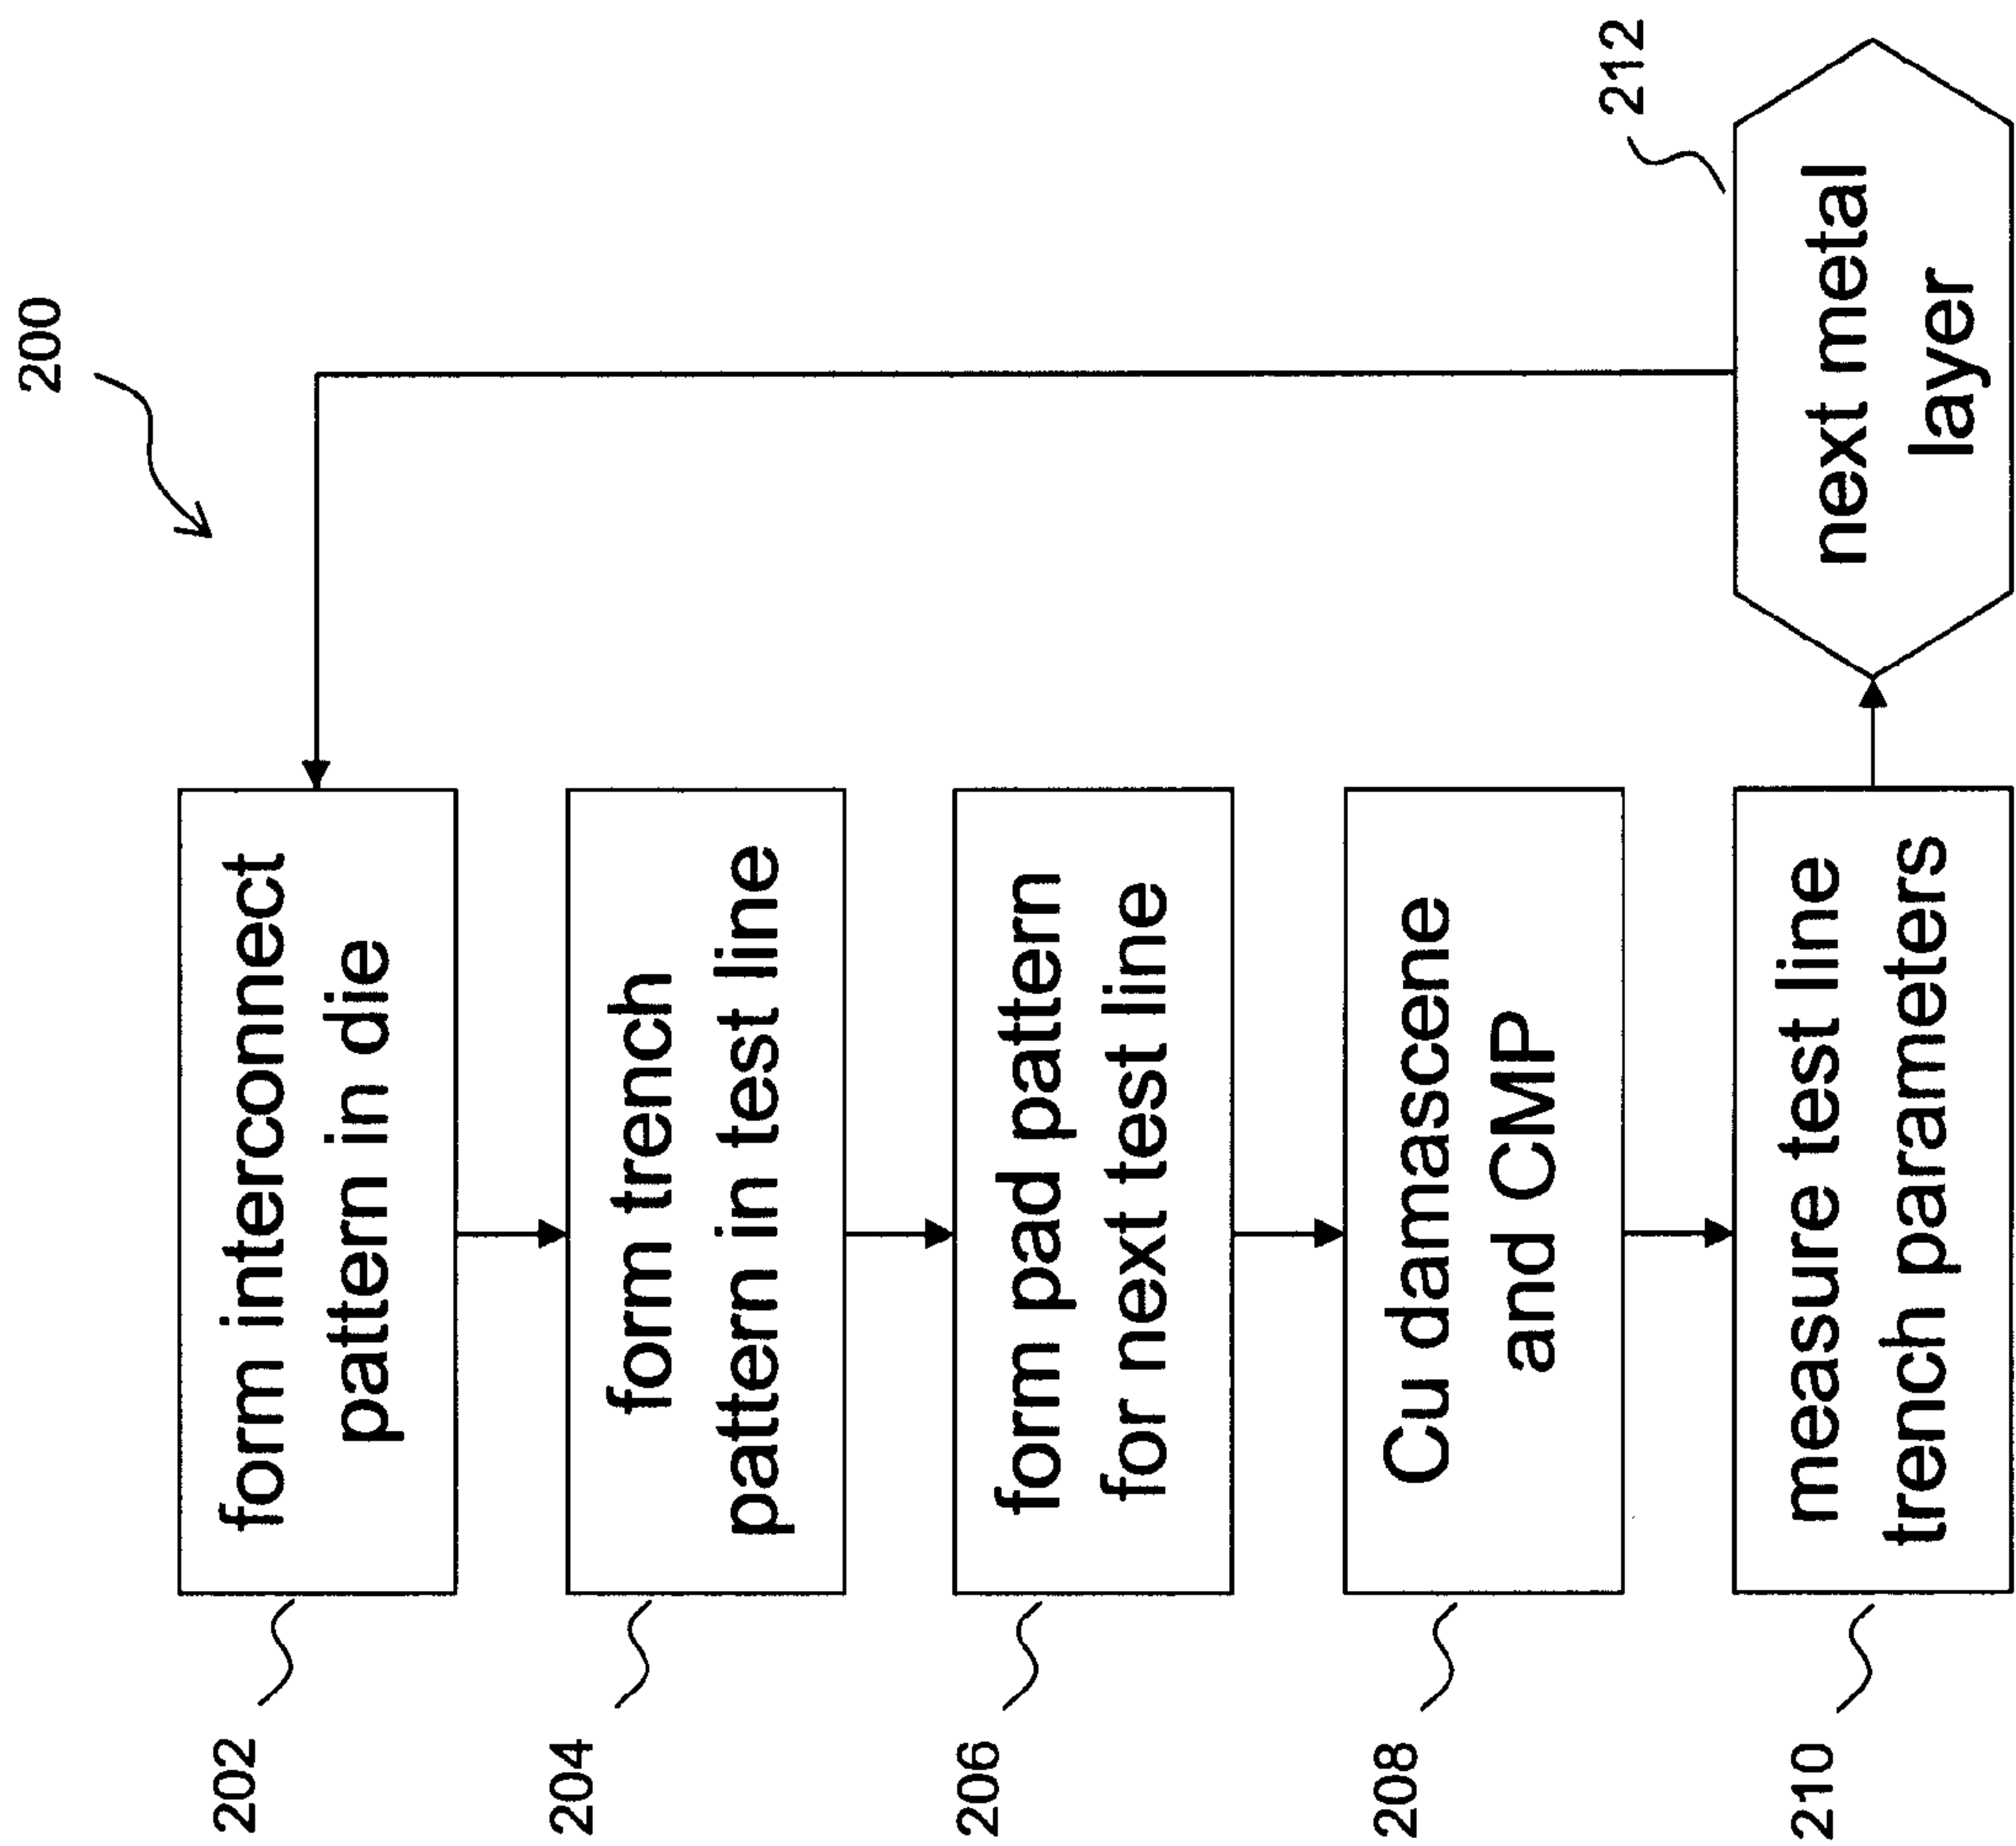 200
202
form interconnect
pattern in die
204
form trench
pattern in test line
206
form pad pattern
for next test line
208
Cu damascene
and CMP
210
measure test line
trench parameters
212
next metal
layer